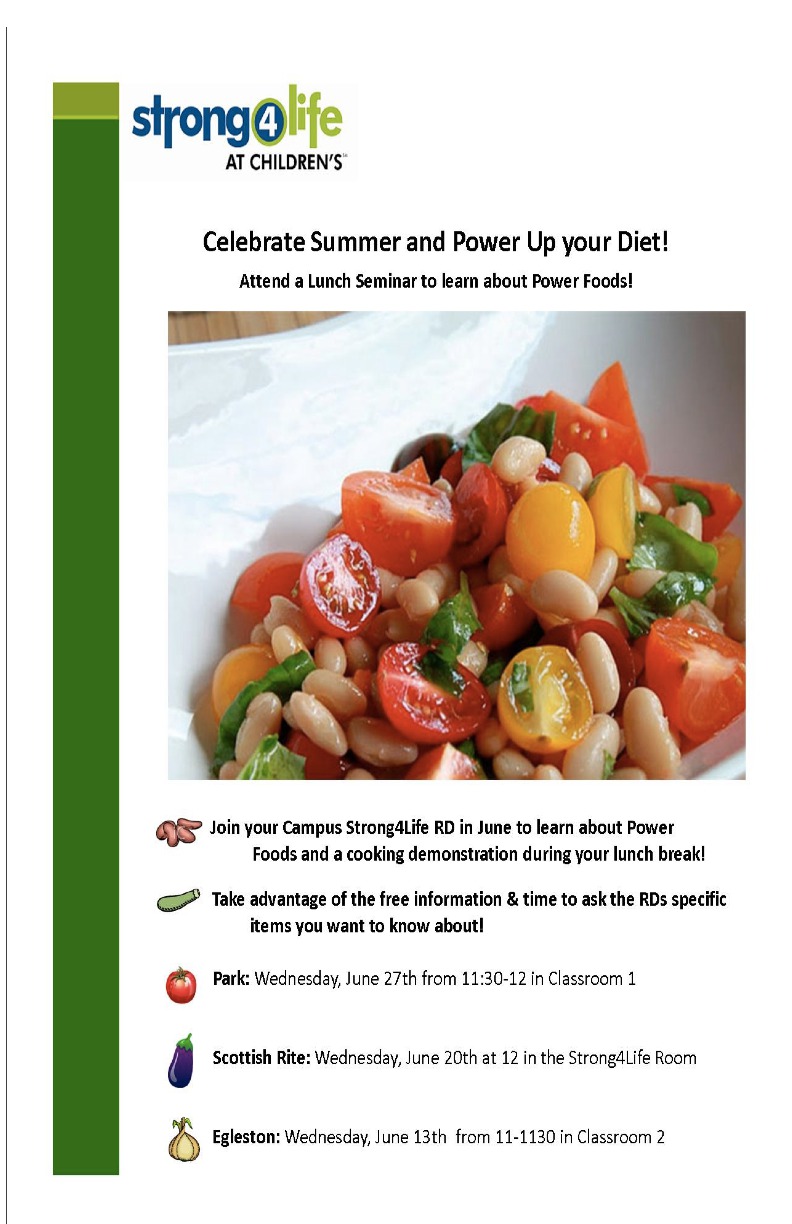 strong4life
AT CHILDREN'S
Celebrate Summer and Power Up your Diet!
Attend a Lunch Seminar to learn about Power Foods!
Join your Campus Strong4Life RD in June to learn about Power
Foods and a cooking demonstration during your lunch break!
Take advantage of the free information & time to ask the RDs specific
items you want to know about!
Park: Wednesday, June 27th from 11:30-12 in Classroom 1
Scottish Rite: Wednesday, June 20th at 12 in the Strong4Life Room
Egleston: Wednesday, June 13th from 11-1130 in Classroom 2